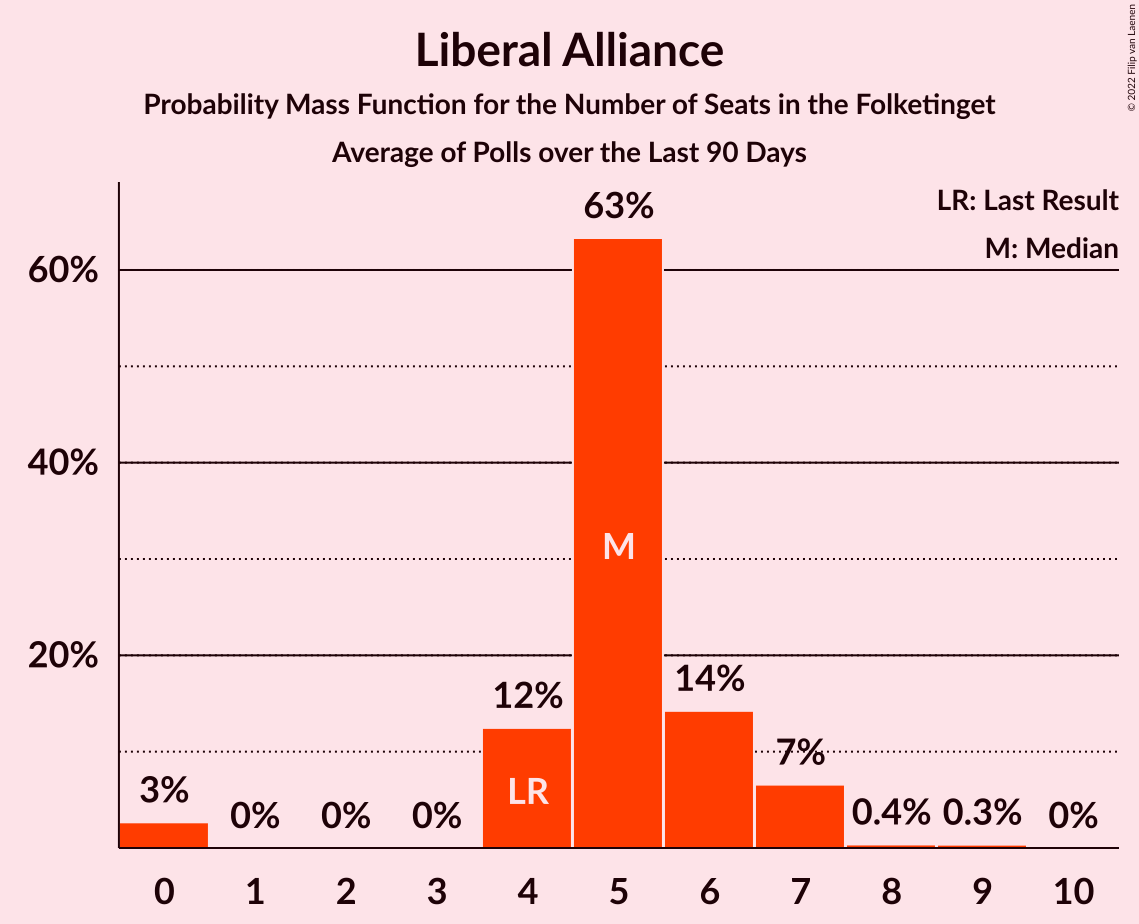 Liberal Alliance
Probability Mass Function for the Number of Seats in the Folketinget
Average of Polls over the Last 90 Days
© 2022 Filip van Laenen
LR: Last Result
M: Median
63%
60%
40%
M
20%
14%
12%
7%
LR
3%
0%
0%
0%
0.4%
0.3%
0%
0 1 2 3 4 5 6 7 8 9 10